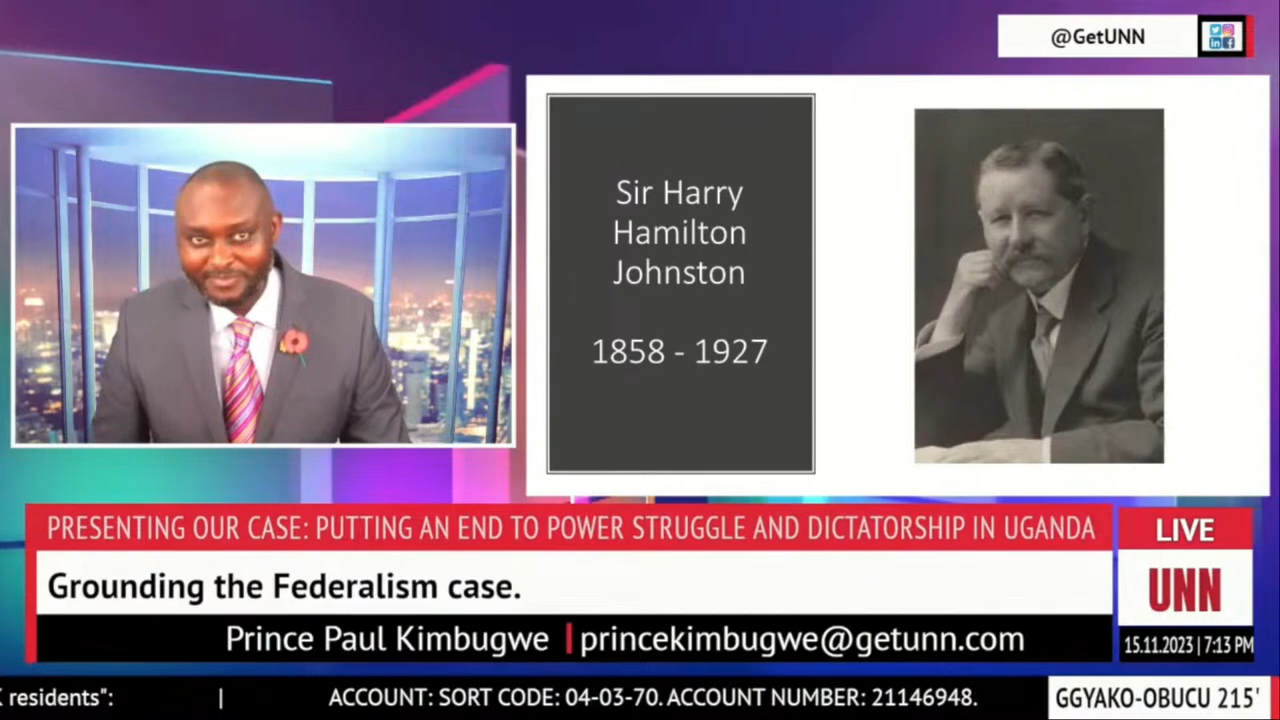 @GetUNN
Sir Harry
Hamilton
Johnston
1858 - 1927
PRESENTING OUR CASE: PUTTING AN END TO POWER STRUGGLE AND DICTATORSHIP IN UGANDA
LIVE
Grounding the Federalism case.
UNN
Prince Paul Kimbugwe | princekimbugwe@getunn.com
15.11.2023 | 7:13 PM
residents": | ACCOUNT: SORT CODE: 04-03-70. ACCOUNT NUMBER: 21146948.
GGYAKO-OBUCU 215'